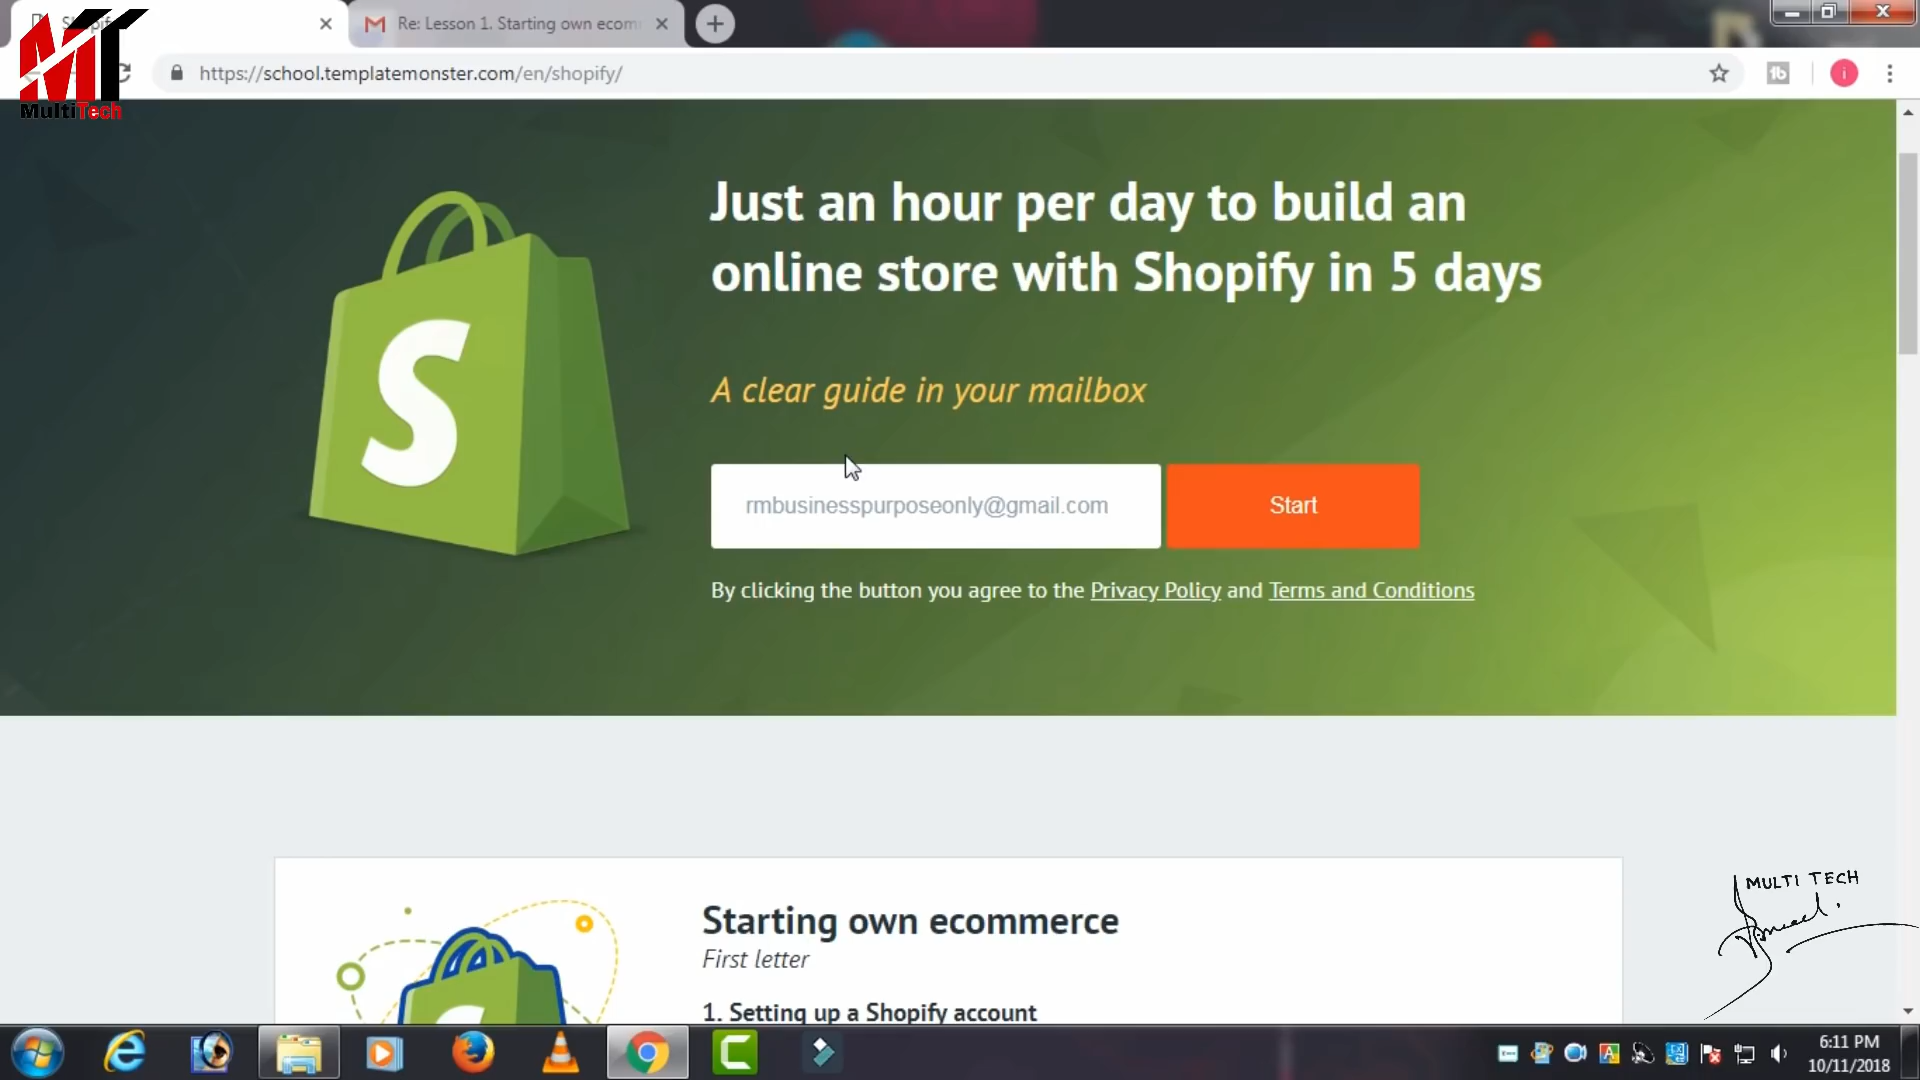 Re: Lesson 1. Starting own ecom
MultiTech
https://school.templatemonster.com/en/shopify/
Just an hour per day to build an
online store with Shopify in 5 days
A clear guide in your mailbox
rmbusinesspurposeonly@gmail.com
Start
By clicking the button you agree to the Privacy Policy and Terms and Conditions
Starting own ecommerce
First letter
1. Setting up a Shopify account
MULTI TECH
6:11 PM
10/11/2018